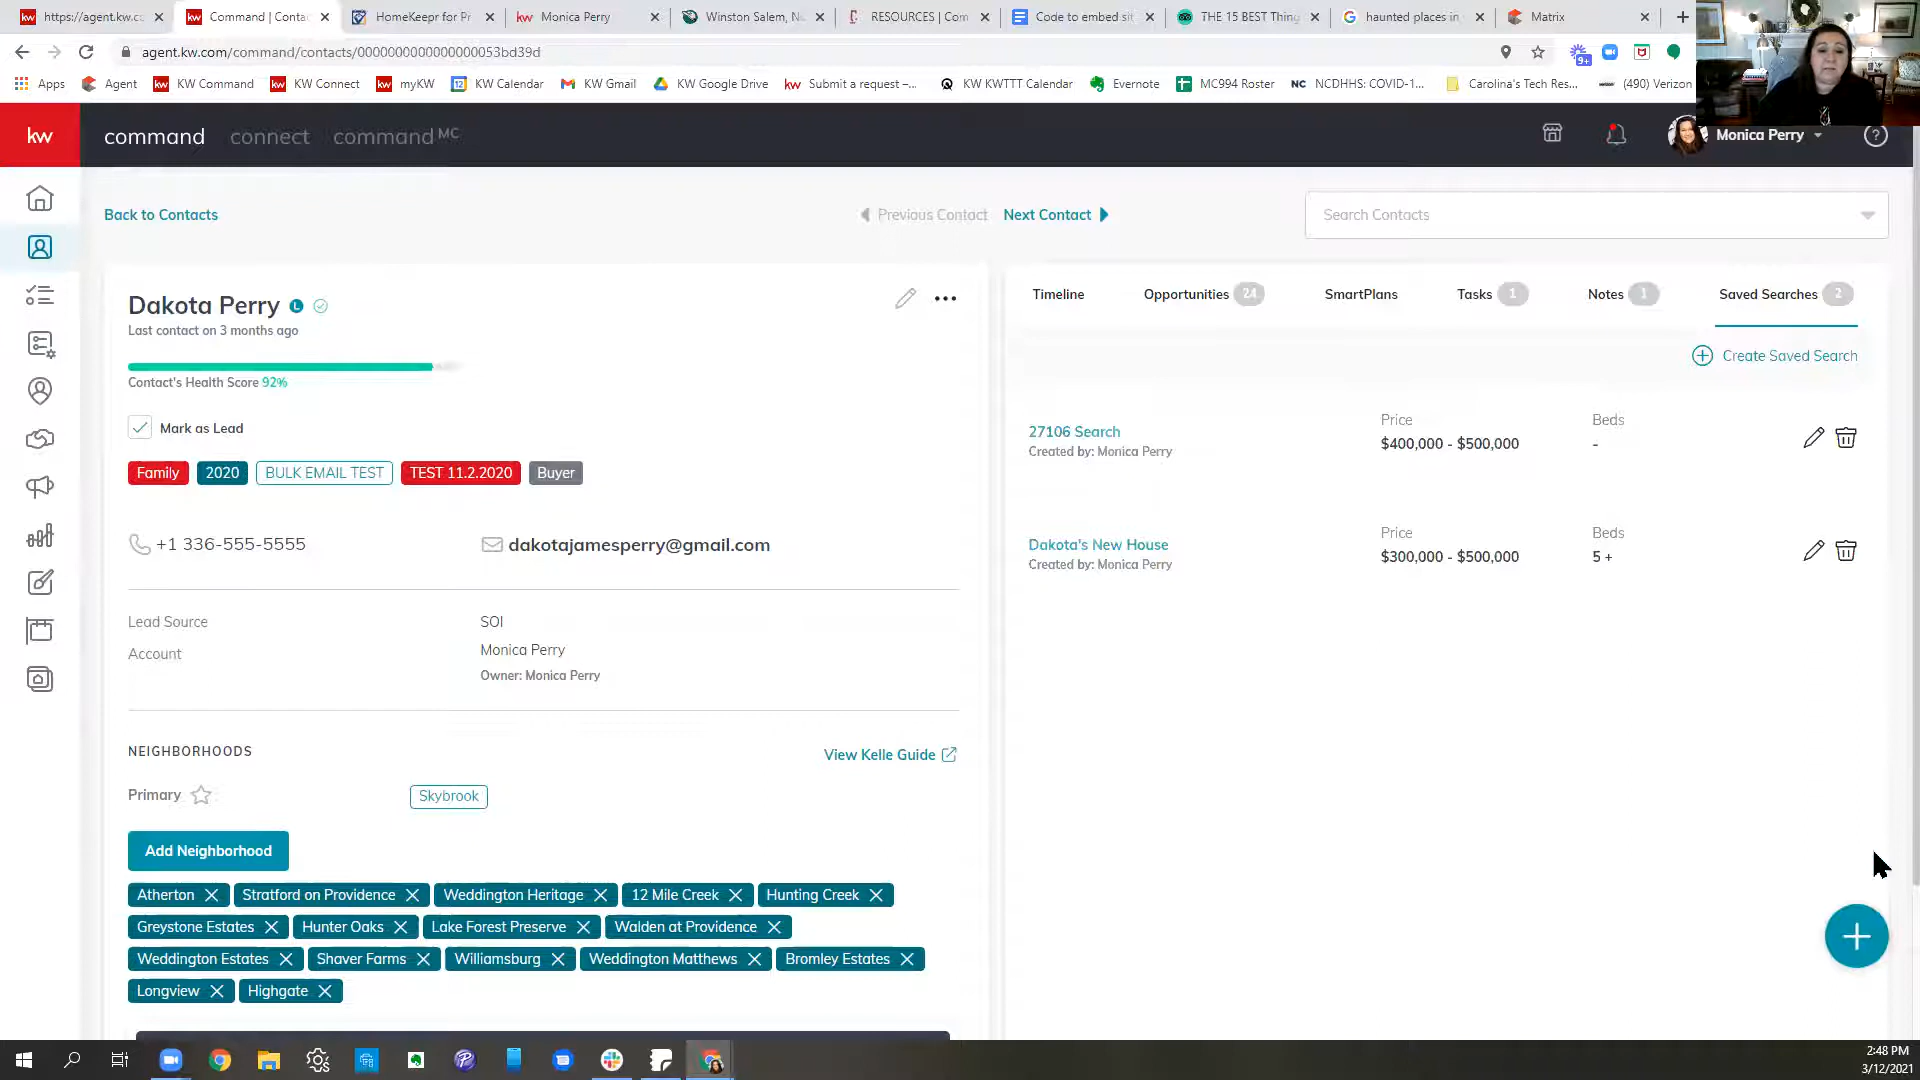 https://agent.kw.c
Command | Conta
HomeKeepr for P
Monica Perry
Winston Salem, N
RESOURCES | Com
Code to embed sit
THE 15 BEST Thing
haunted places in
Matrix
agent.kw.com/command/contacts/0000000000000000053bd39d
9+
Apps
Agent
KW Command
KW Connect
myKW
KW Calendar
KW Gmail
KW Google Drive
Submit a request –...
KW KWTTT Calendar
Evernote
MC994 Roster
NC
NCDHHS: COVID-1...
Carolina's Tech Res...
(490) Verizon
kw
command
connect
command MC
Monica Perry
Back to Contacts
Previous Contact
Next Contact
Search Contacts
Dakota Perry L
Last contact on 3 months ago
Contact's Health Score 92%
Mark as Lead
Family
2020
BULK EMAIL TEST
TEST 11.2.2020
Buyer
+1 336-555-5555
dakotajamesperry@gmail.com
Lead Source
SOI
Account
Monica Perry
Owner: Monica Perry
NEIGHBORHOODS
View Kelle Guide
Primary
Skybrook
Add Neighborhood
Atherton
Stratford on Providence
Weddington Heritage
12 Mile Creek
Hunting Creek
Greystone Estates
Hunter Oaks
Lake Forest Preserve
Walden at Providence
Weddington Estates
Shaver Farms
Williamsburg
Weddington Matthews
Bromley Estates
Longview
Highgate
Timeline
Opportunities 24
SmartPlans
Tasks 1
Notes 1
Saved Searches 2
Create Saved Search
27106 Search
Created by: Monica Perry
Price
$400,000 - $500,000
Beds
-
Dakota's New House
Created by: Monica Perry
Price
$300,000 - $500,000
Beds
5 +
2:48 PM
3/12/2021